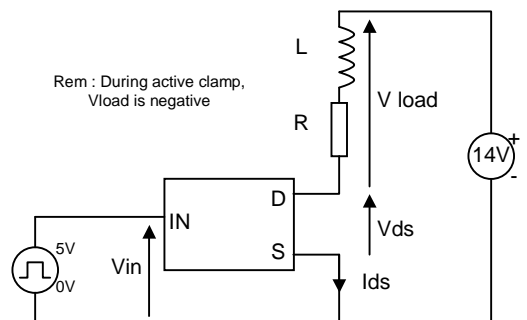 L
Rem : During active clamp,
Vload is negative
V load
R
14V
+
-
D
IN
Vds
5V
S
Vin
Ids
0V